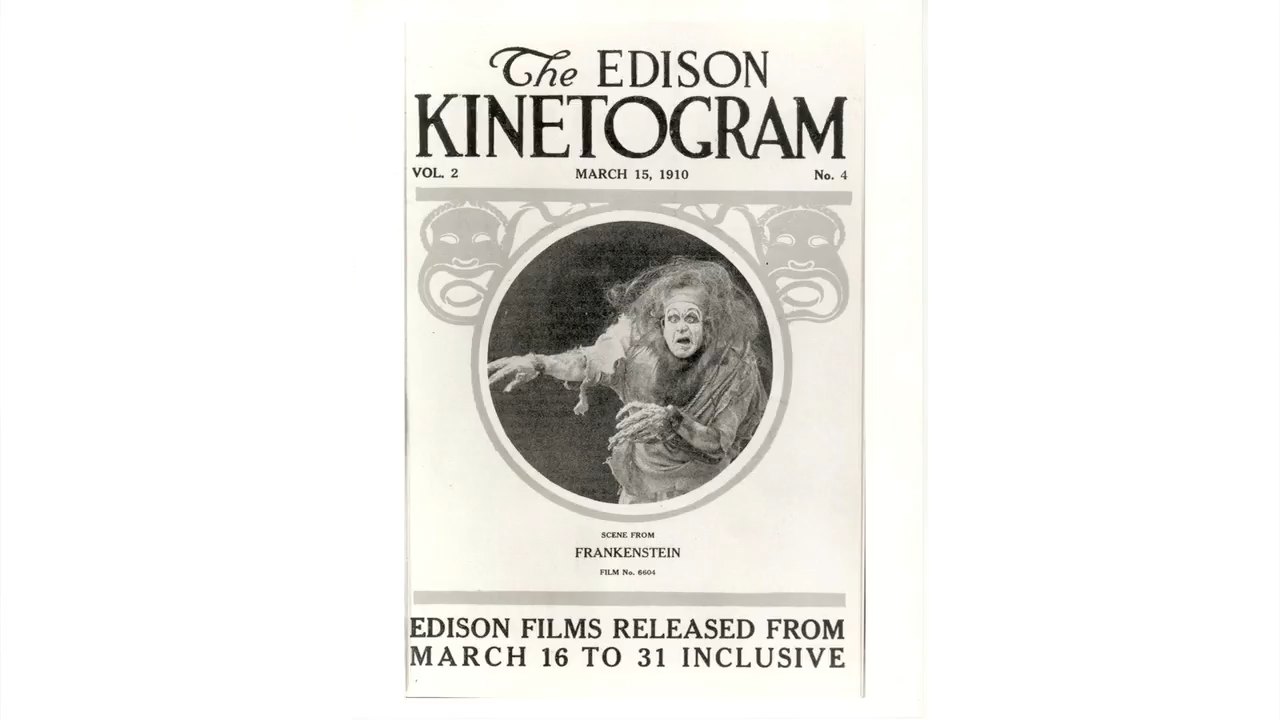 The EDISON
KINETOGRAM
VOL. 2 MARCH 15, 1910 No. 4
SCENE FROM
FRANKENSTEIN
FILM No. 6604
EDISON FILMS RELEASED FROM
MARCH 16 TO 31 INCLUSIVE